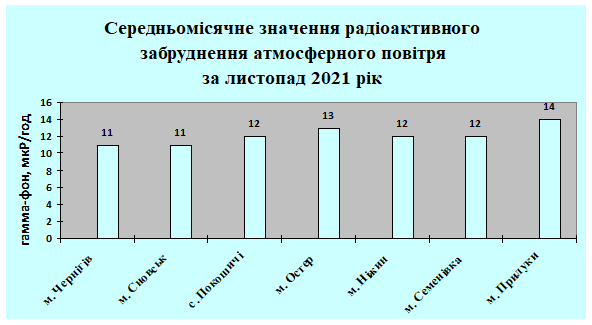 Середньомісячне значення радіоактивного
забруднення атмосферного повітря
за листопад 2021 рік
гамма-фон, мкР/год
16
14
12
10
8
6
4
2
0
11
11
12
13
12
12
14
м. Чернігів
м. Сновськ
с. Покошичі
м. Остер
м. Ніжин
м. Семенівка
м. Прилуки